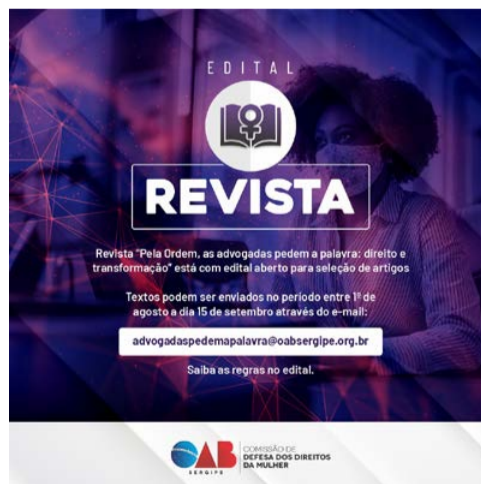 EDITAL
REVISTA
Revista "Pela Ordem, as advogadas pedem a palavra: direito e
transformação" está com edital aberto para seleção de artigos
Textos podem ser enviados no período entre 1º de
agosto a dia 15 de setembro através do e-mail:
advogadaspedemapalavra@oabsergipe.org.br
Saiba as regras no edital.
OAB
SERGIPE
COMISSÃO DE
DEFESA DOS DIREITOS
DA MULHER